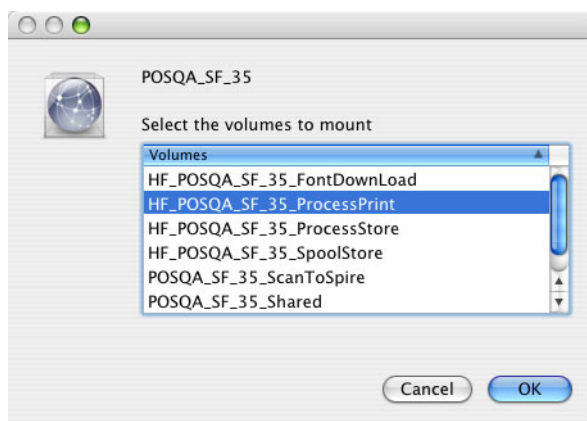 POSQA_SF_35
Select the volumes to mount
Volumes
HF_POSQA_SF_35_FontDownLoad
HF_POSQA_SF_35_ProcessPrint
HF_POSQA_SF_35_ProcessStore
HF_POSQA_SF_35_SpoolStore
POSQA_SF_35_ScanToSpire
POSQA_SF_35_Shared
Cancel
OK